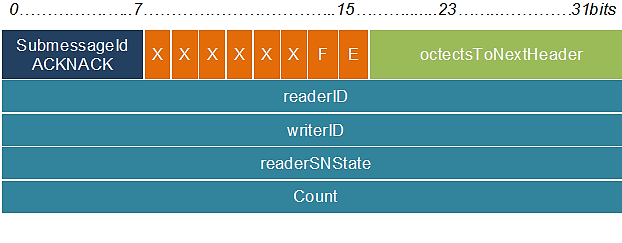 0...................7...............................15...............23......................31bits
SubmessageId
ACKNACK
X X X X X X F E
octectsToNextHeader
readerID
writerID
readerSNState
Count